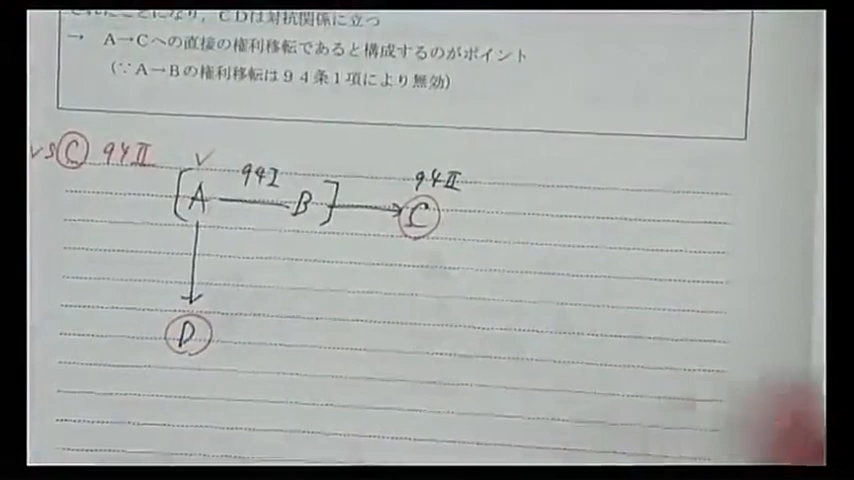 CDは対抗関係に立つ
→ A→Cへの直接の権利移転であると構成するのがポイント
(∵A→Bの権利移転は94条1項により無効)
vs C 94Ⅱ
94Ⅰ 94Ⅱ
A B C
D